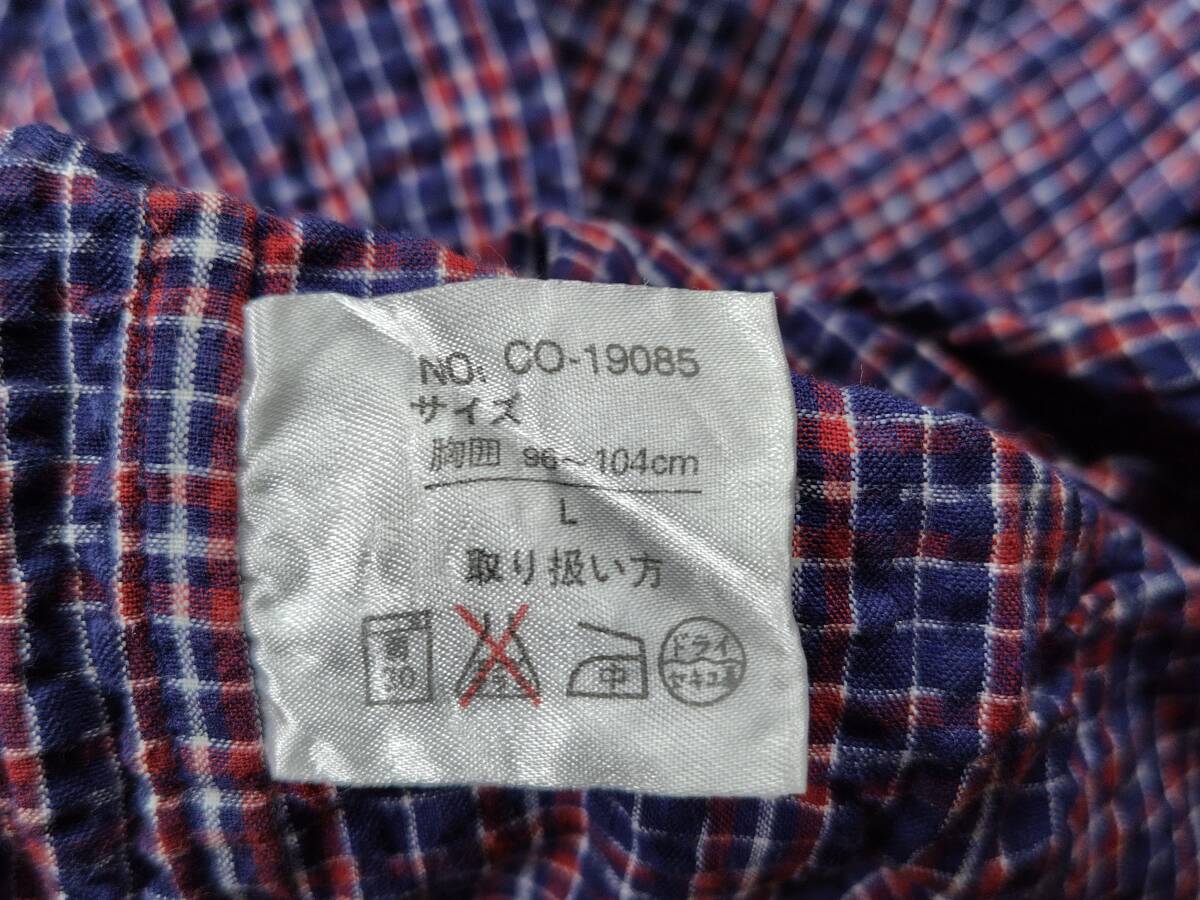 NO: CO-19085
サイズ
胸囲 96～104cm
L
取り扱い方
30
中
ドライ
セキユ系